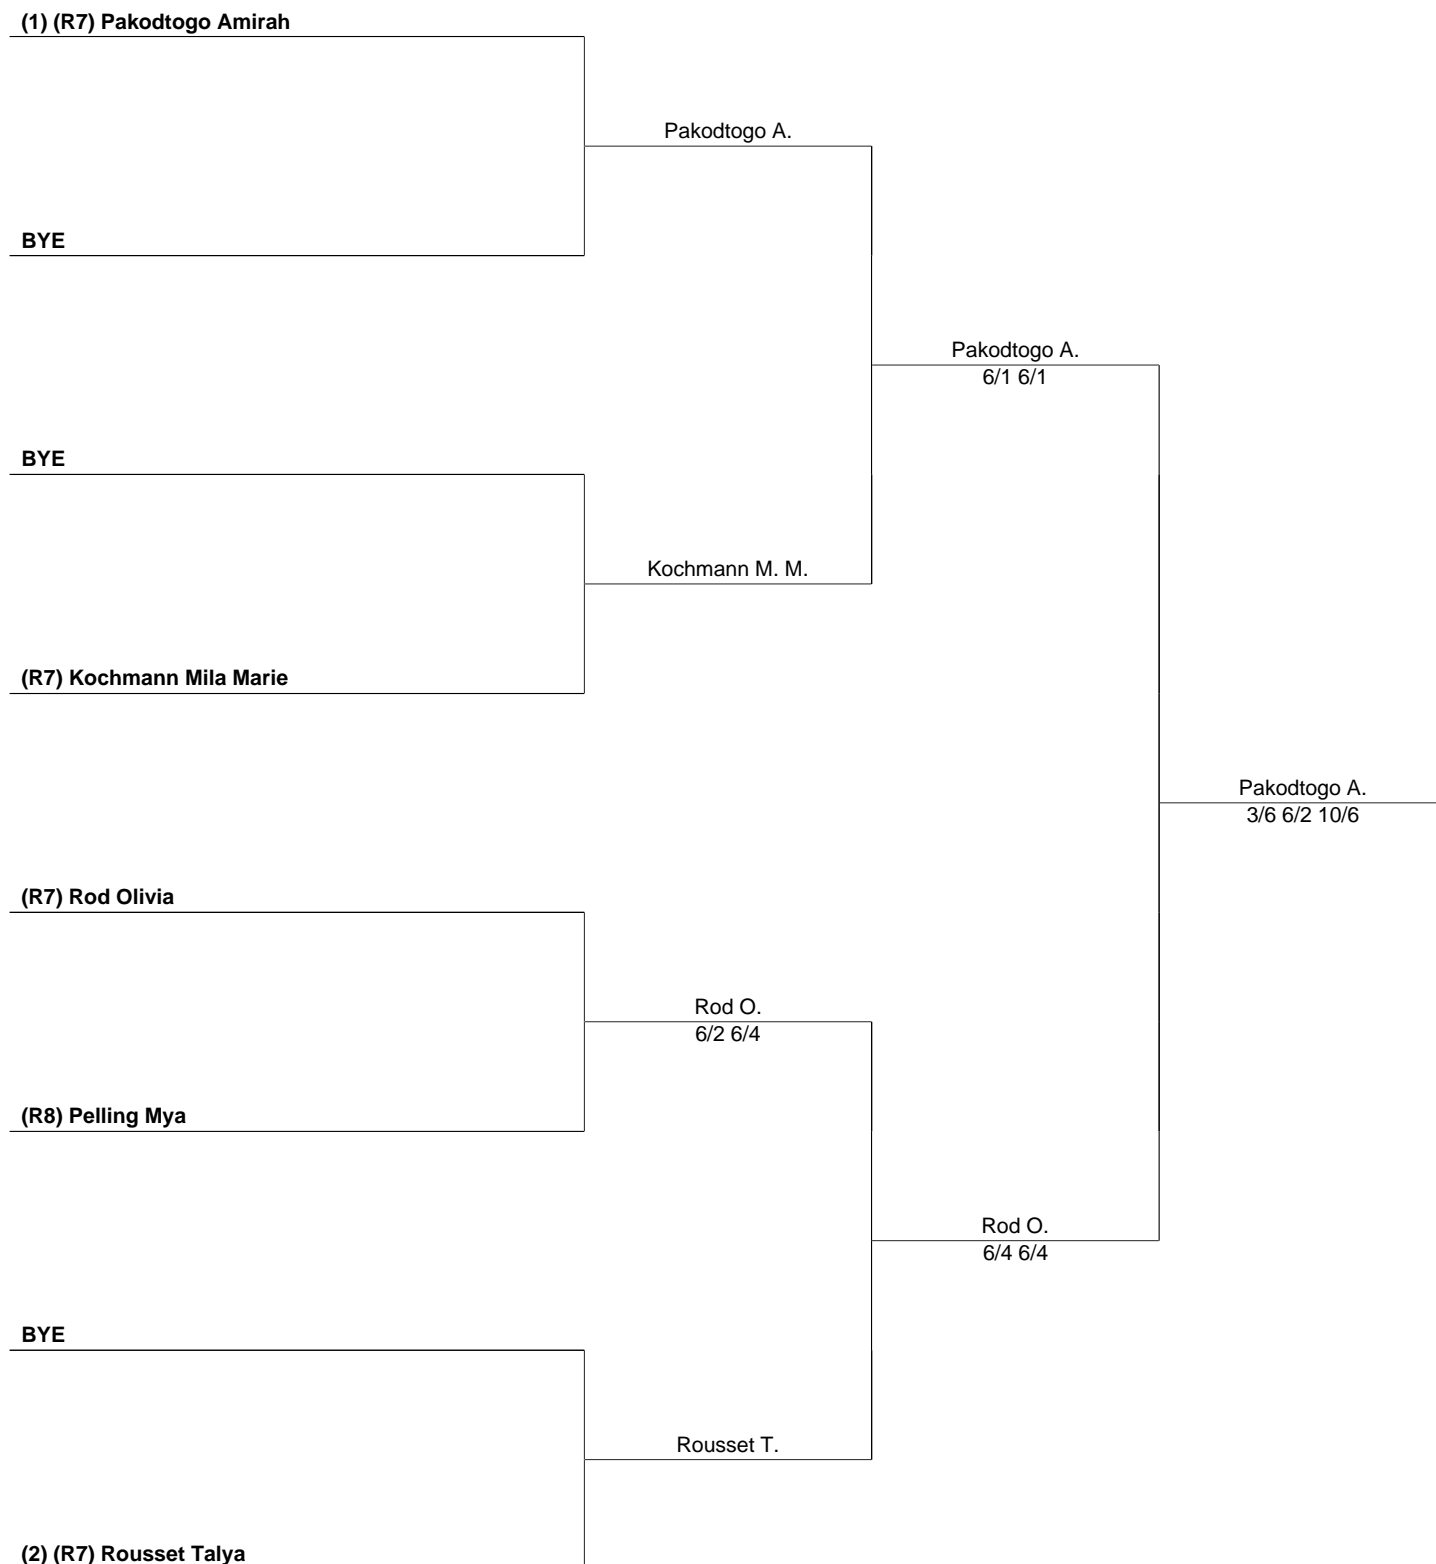 (1) (R7) Pakodtogo Amirah
Pakodtogo A.
BYE
Pakodtogo A.
6/1 6/1
BYE
Kochmann M. M.
(R7) Kochmann Mila Marie
Pakodtogo A.
3/6 6/2 10/6
(R7) Rod Olivia
Rod O.
6/2 6/4
(R8) Pelling Mya
Rod O.
6/4 6/4
BYE
Rousset T.
(2) (R7) Rousset Talya